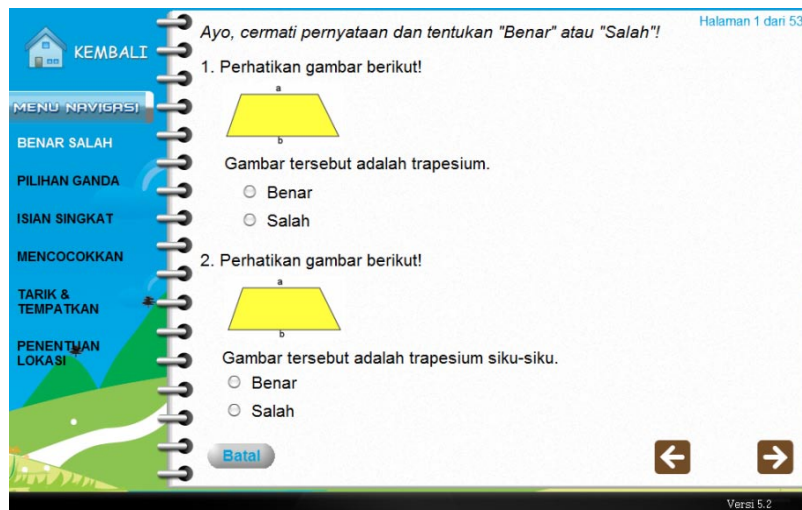 Halaman 1 dari 53
Ayo, cermati pernyataan dan tentukan "Benar" atau "Salah"!
KEMBALI
MENU NAVIGASI
BENAR SALAH
PILIHAN GANDA
ISIAN SINGKAT
MENCOCOKKAN
TARIK &
TEMPATKAN
PENENTUAN
LOKASI
1. Perhatikan gambar berikut!
a
b
Gambar tersebut adalah trapesium.
Benar
Salah
2. Perhatikan gambar berikut!
a
b
Gambar tersebut adalah trapesium siku-siku.
Benar
Salah
Batal
Versi 5.2